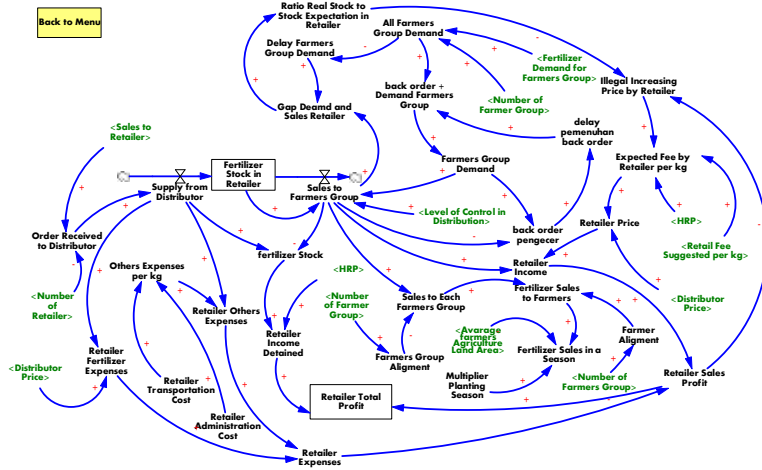 Back to Menu
Ratio Real Stock to
Stock Expectation in
Retailer
All Farmers
Group Demand
Delay Farmers
Group Demand
<Fertilizer
Demand for
Farmers Group>
Illegal Increasing
Price by Retailer
back order +
Demand Farmers
Group
<Number of
Farmer Group>
Gap Deamd and
Sales Retailer
delay
pemenuhan
back order
<Sales to
Retailer>
Fertilizer
Stock in
Retailer
Farmers Group
Demand
Expected Fee by
Retailer per kg
Supply from
Distributor
Sales to
Farmers Group
<Level of Control in
Distribution>
<HRP>
Order Received
to Distributor
back order
pengecer
Retailer Price
<Retail Fee
Suggested per kg>
fertilizer Stock
Others Expenses
per kg
<HRP>
Retailer
Income
<Number
of
Retailer>
<Number
of Farmer
Group>
Sales to Each
Farmers Group
Fertilizer Sales
to Farmers
<Distributor
Price>
Retailer Others
Expenses
Retailer
Income
Detained
<Avarage
farmers
Agriculture
Land Area>
Farmer
Aligment
Retailer
Fertilizer
Expenses
Farmers Group
Aligment
Fertilizer Sales in a
Season
<Distributor
Price>
Retailer
Transportation
Cost
Multiplier
Planting
Season
<Number of
Farmers Group>
Retailer Sales
Profit
Retailer Total
Profit
Retailer
Administration
Cost
Retailer
Expenses